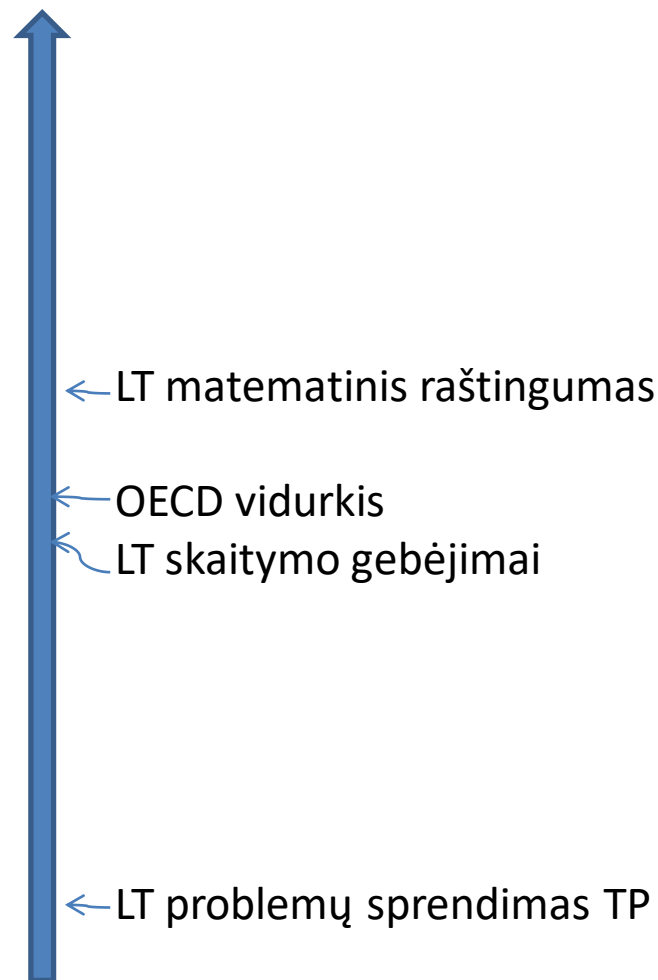 LT matematinis raštingumas
OECD vidurkis
LT skaitymo gebėjimai
LT problemų sprendimas TP